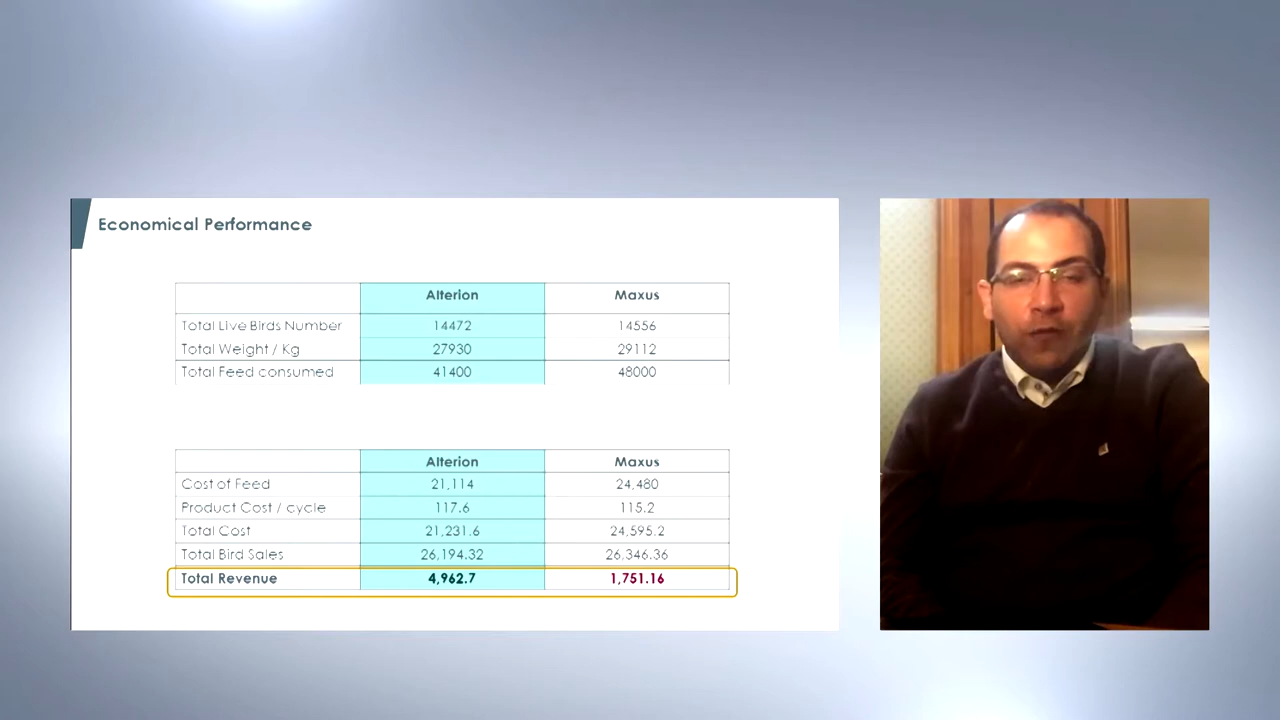 Economical Performance
Alterion Maxus
Total Live Birds Number 14472 14556
Total Weight / Kg 27930 29112
Total Feed consumed 41400 48000
Alterion Maxus
Cost of Feed 21,114 24,480
Product Cost / cycle 117.6 115.2
Total Cost 21,231.6 24,595.2
Total Bird Sales 26,194.32 26,346.36
Total Revenue 4,962.7 1,751.16